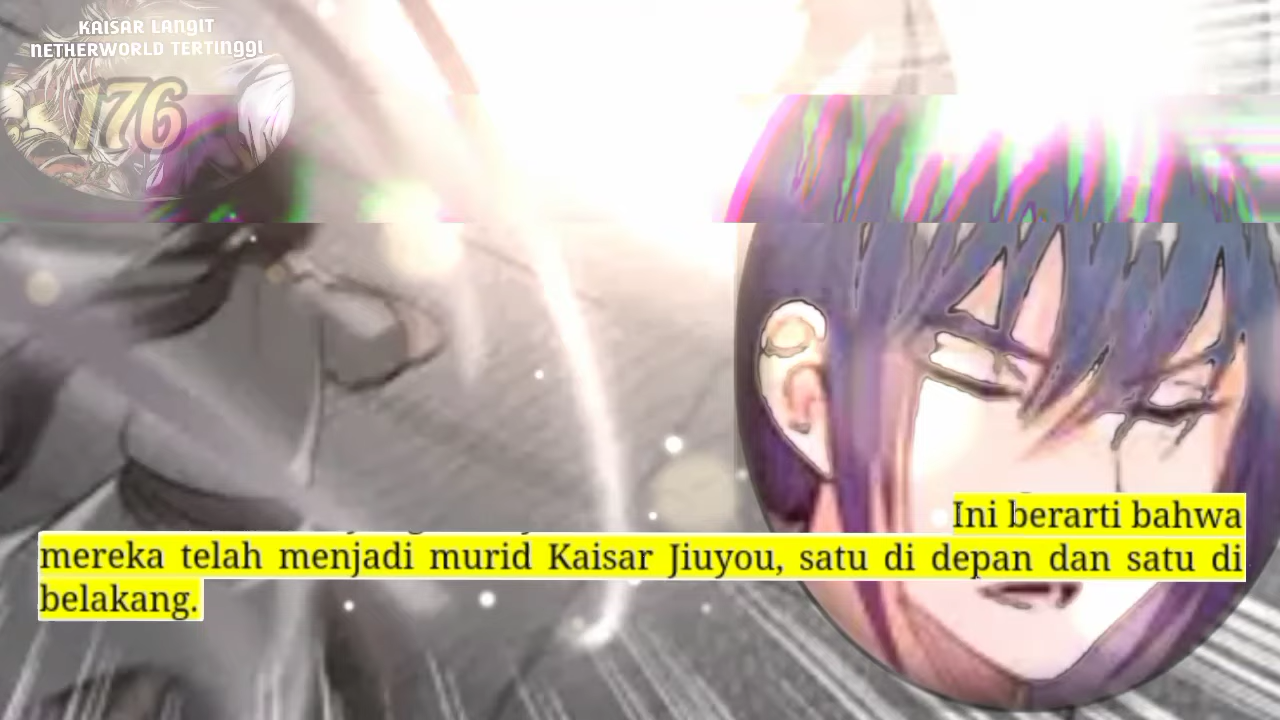 KAISAR LANGIT
NETHERWORLD TERTINGGI
176
Ini berarti bahwa
mereka telah menjadi murid Kaisar Jiuyou, satu di depan dan satu di
belakang.